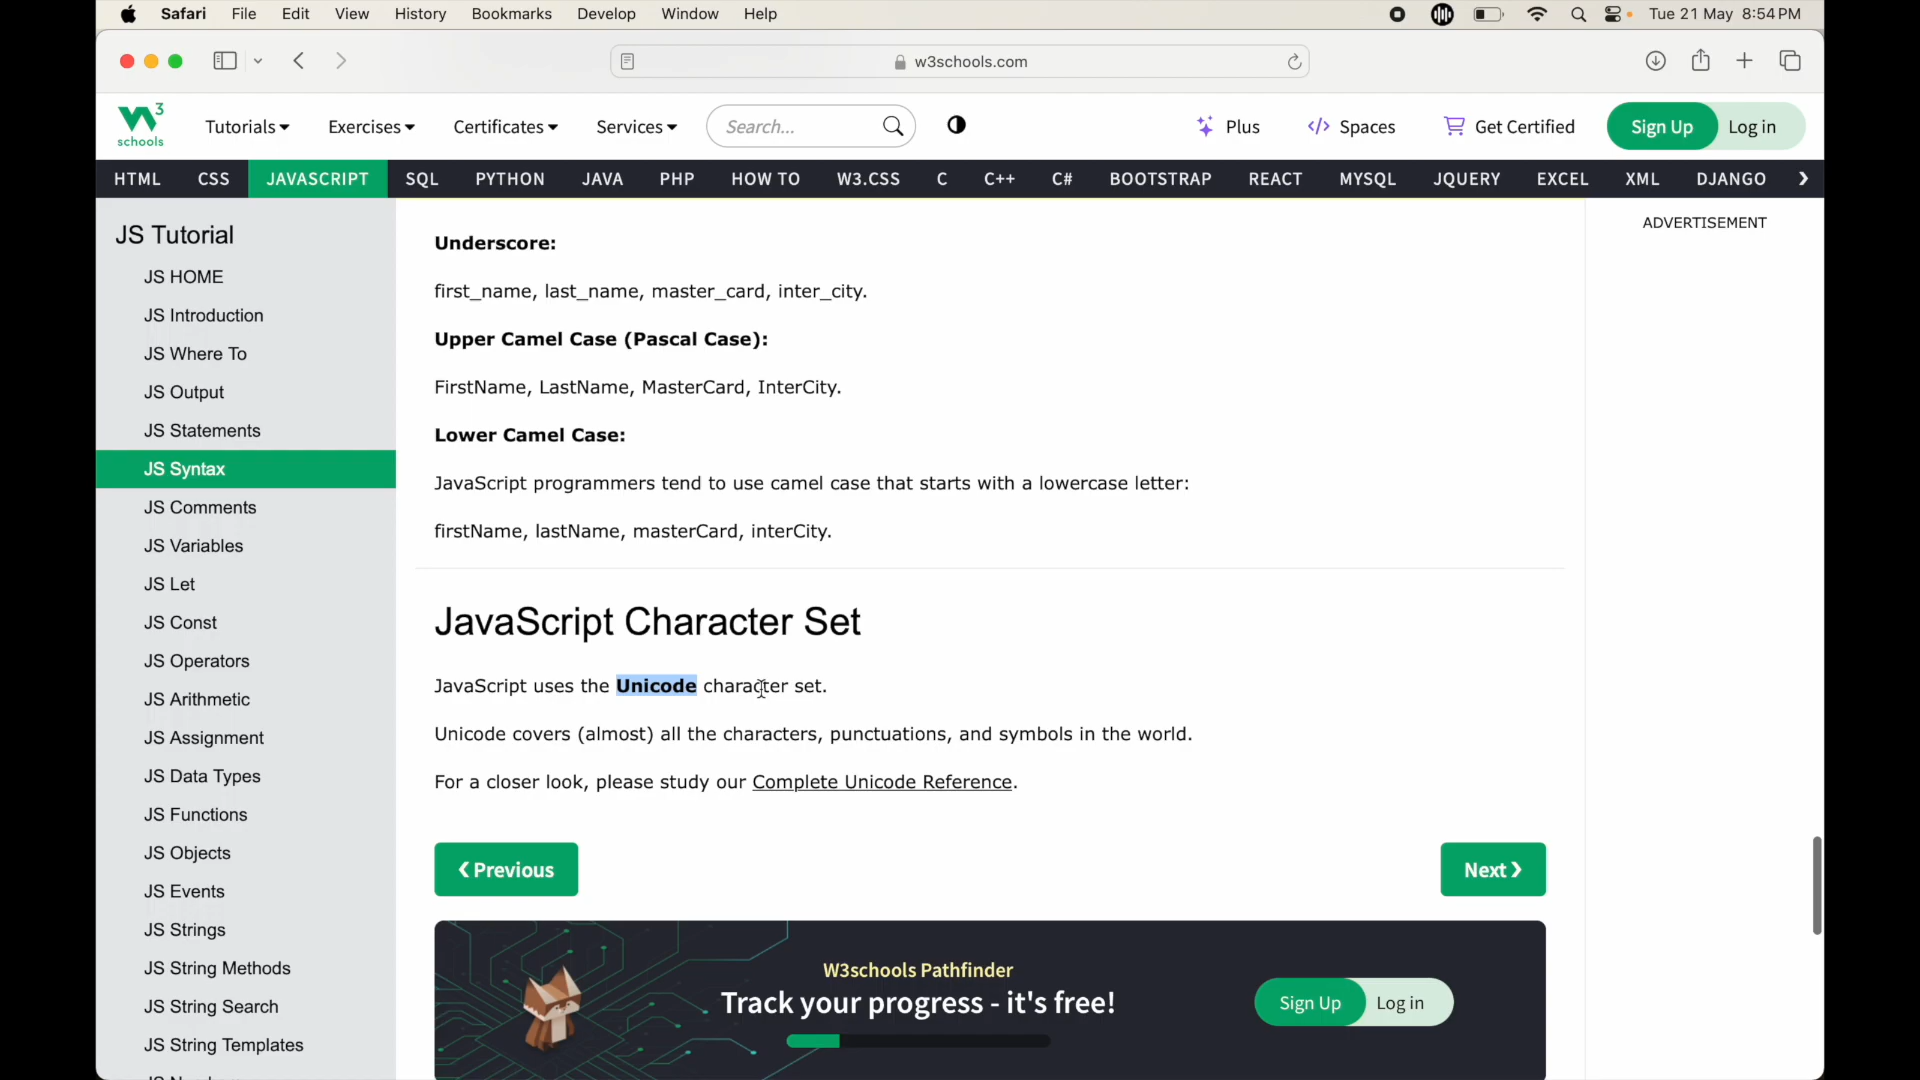 Safari File Edit View History Bookmarks Develop Window Help Tue 21 May 8:54 PM
w3schools.com
W3 schools
Tutorials Exercises Certificates Services Search... Plus </> Spaces Get Certified Sign Up Log in
HTML CSS JAVASCRIPT SQL PYTHON JAVA PHP HOW TO W3.CSS C C++ C# BOOTSTRAP REACT MYSQL JQUERY EXCEL XML DJANGO ❯
JS Tutorial
JS HOME
JS Introduction
JS Where To
JS Output
JS Statements
JS Syntax
JS Comments
JS Variables
JS Let
JS Const
JS Operators
JS Arithmetic
JS Assignment
JS Data Types
JS Functions
JS Objects
JS Events
JS Strings
JS String Methods
JS String Search
JS String Templates
Underscore:
first_name, last_name, master_card, inter_city.
Upper Camel Case (Pascal Case):
FirstName, LastName, MasterCard, InterCity.
Lower Camel Case:
JavaScript programmers tend to use camel case that starts with a lowercase letter:
firstName, lastName, masterCard, interCity.
JavaScript Character Set
JavaScript uses the Unicode character set.
Unicode covers (almost) all the characters, punctuations, and symbols in the world.
For a closer look, please study our Complete Unicode Reference.
❮ Previous
Next ❯
W3schools Pathfinder
Track your progress - it's free!
Sign Up Log in
ADVERTISEMENT